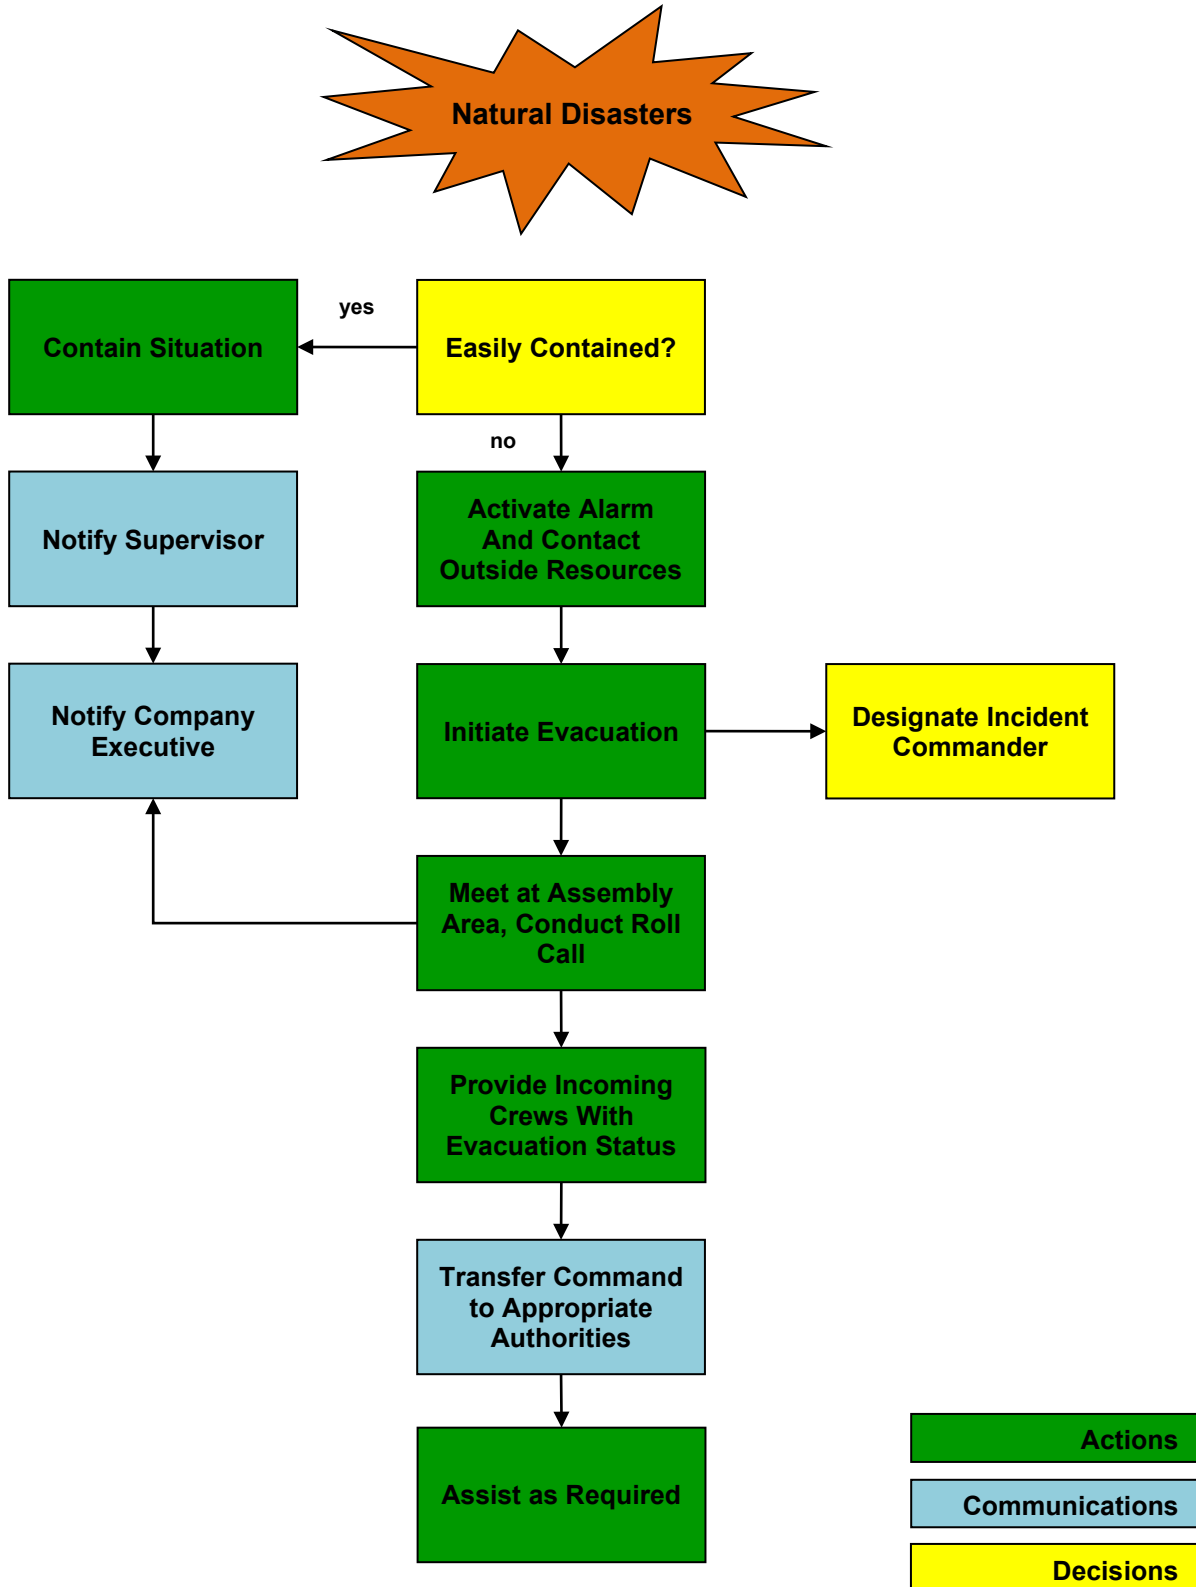 Natural Disasters
yes
Contain Situation
Easily Contained?
no
Notify Supervisor
Activate Alarm
And Contact
Outside Resources
Notify Company
Executive
Initiate Evacuation
Designate Incident
Commander
Meet at Assembly
Area, Conduct Roll
Call
Provide Incoming
Crews With
Evacuation Status
Transfer Command
to Appropriate
Authorities
Assist as Required
Actions
Communications
Decisions